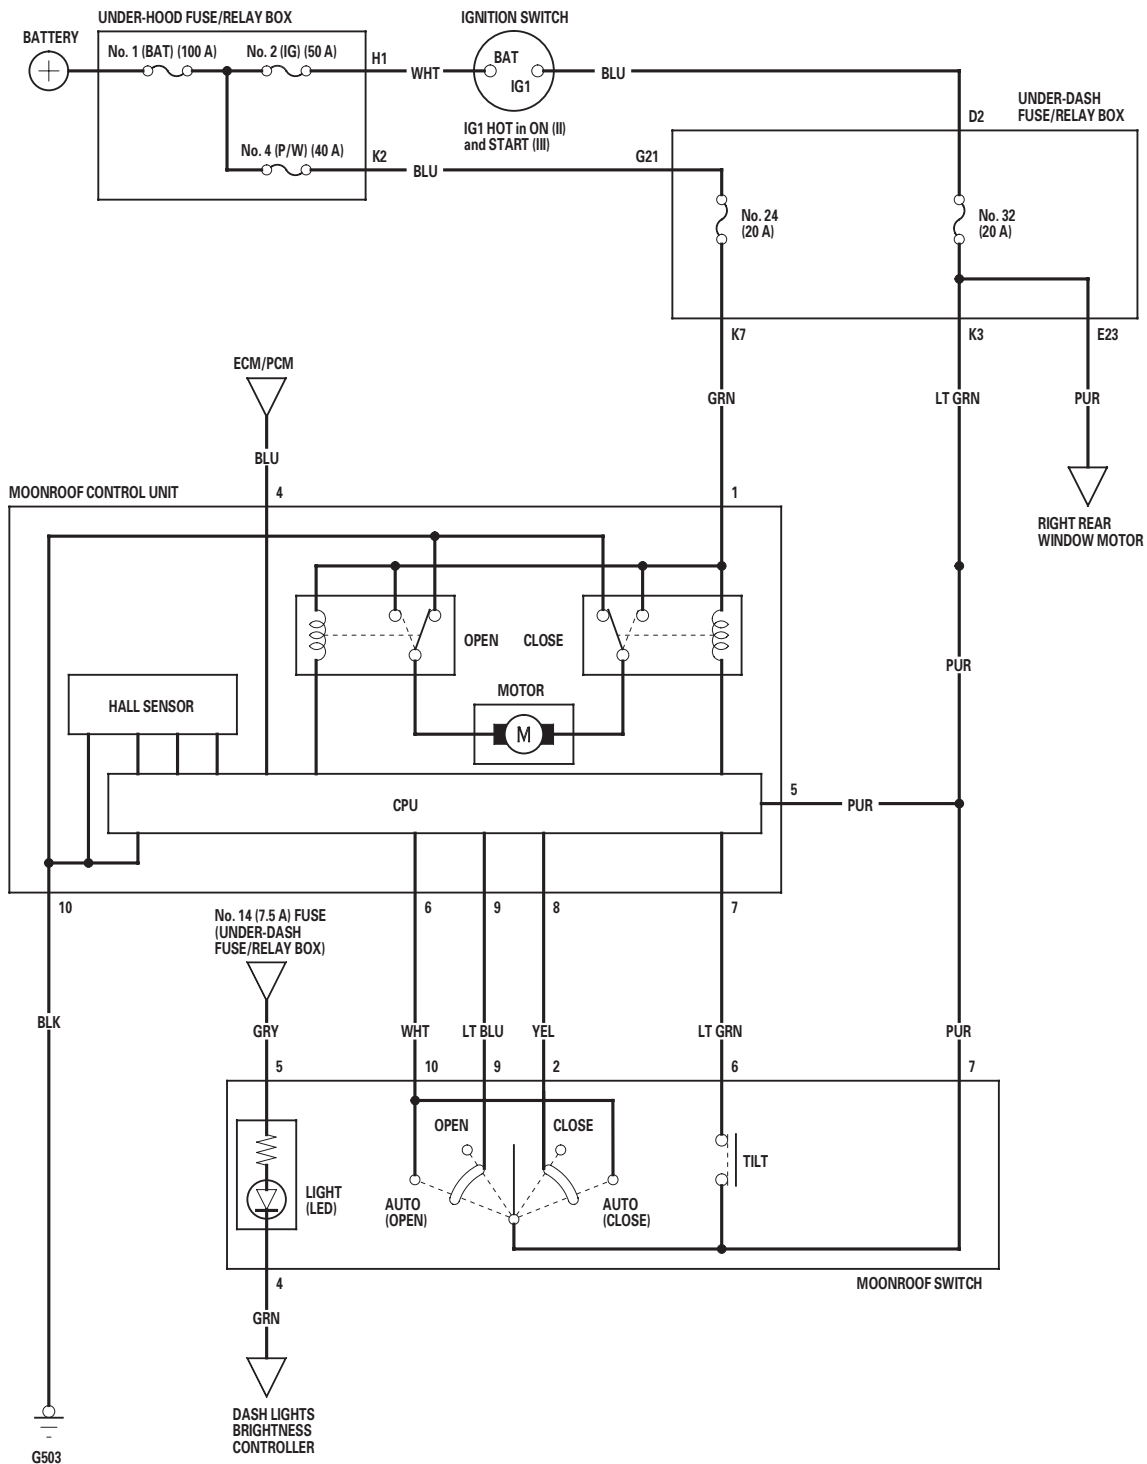 UNDER-HOOD FUSE/RELAY BOX
IGNITION SWITCH
BATTERY
No. 1 (BAT) (100 A)
No. 2 (IG) (50 A)
H1
WHT
BAT
IG1
BLU
IG1 HOT in ON (II)
and START (III)
D2
UNDER-DASH
FUSE/RELAY BOX
No. 4 (P/W) (40 A)
K2
BLU
G21
No. 24
(20 A)
No. 32
(20 A)
K7
K3
E23
ECM/PCM
GRN
LT GRN
PUR
BLU
MOONROOF CONTROL UNIT
4
1
RIGHT REAR
WINDOW MOTOR
OPEN
CLOSE
PUR
MOTOR
HALL SENSOR
M
CPU
5
PUR
10
6
9
8
7
No. 14 (7.5 A) FUSE
(UNDER-DASH
FUSE/RELAY BOX)
BLK
GRY
WHT
LT BLU
YEL
LT GRN
PUR
5
10
9
2
6
7
OPEN
CLOSE
TILT
LIGHT
(LED)
AUTO
(OPEN)
AUTO
(CLOSE)
4
MOONROOF SWITCH
GRN
DASH LIGHTS
BRIGHTNESS
CONTROLLER
G503